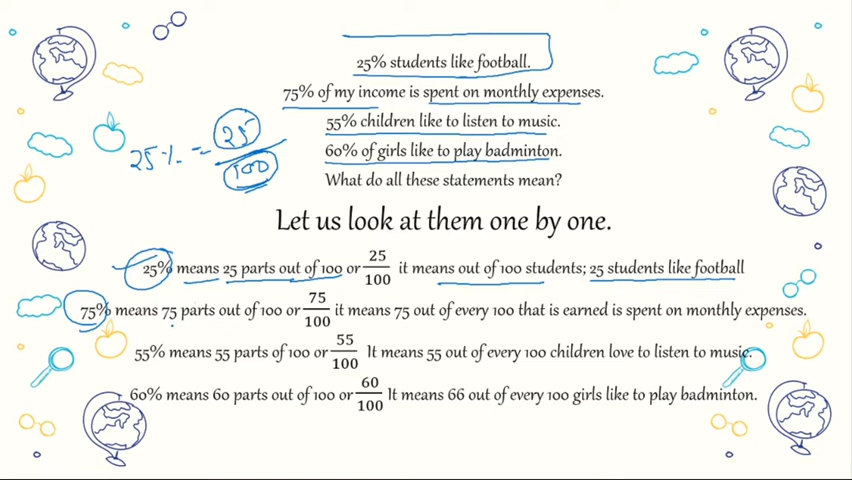 25% students like football.
75% of my income is spent on monthly expenses.
55% children like to listen to music.
60% of girls like to play badminton.
What do all these statements mean?
25% = 25/100
Let us look at them one by one.
25% means 25 parts out of 100 or 25/100 it means out of 100 students; 25 students like football
75% means 75 parts out of 100 or 75/100 it means 75 out of every 100 that is earned is spent on monthly expenses.
55% means 55 parts of 100 or 55/100 It means 55 out of every 100 children love to listen to music.
60% means 60 parts out of 100 or 60/100 It means 66 out of every 100 girls like to play badminton.